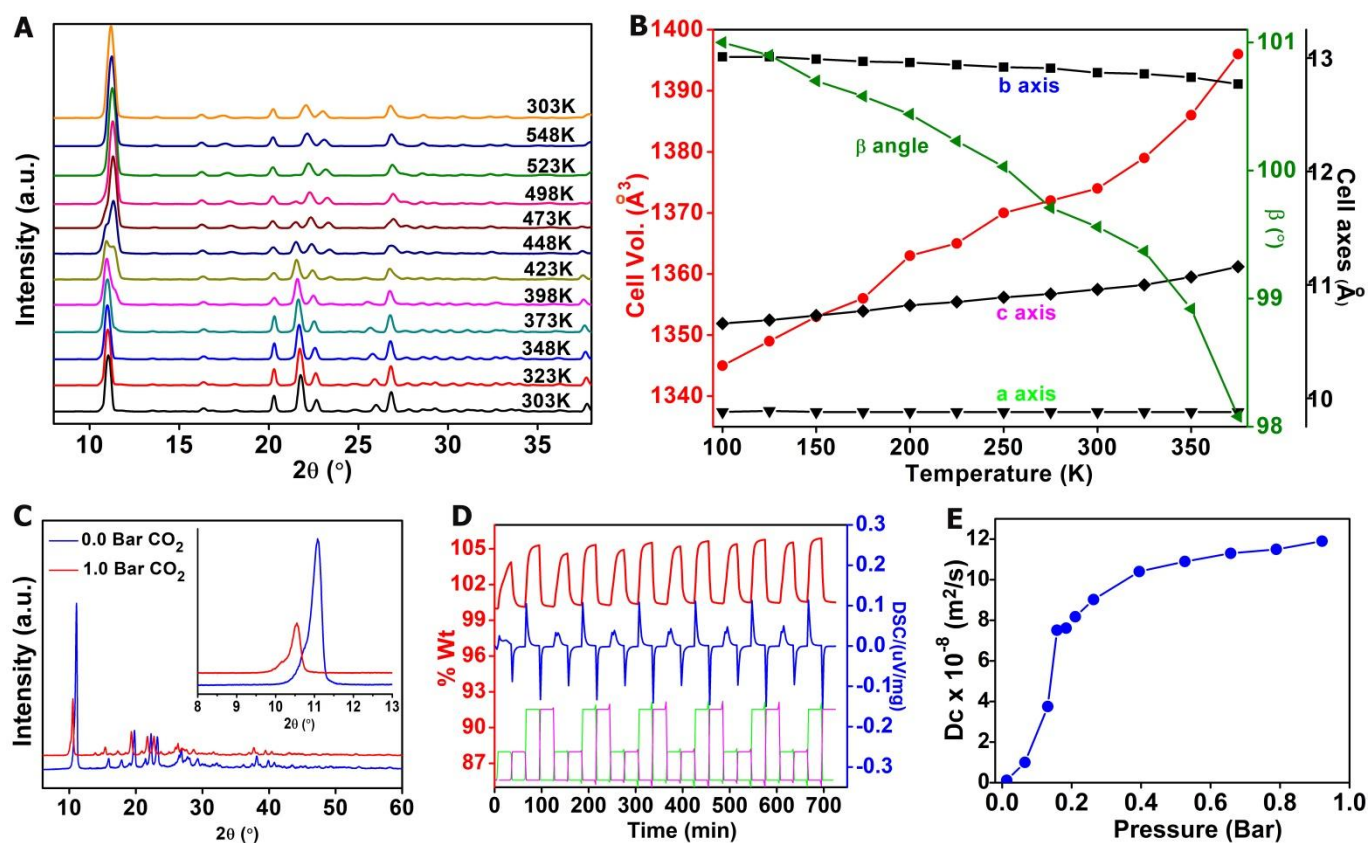 A
Intensity (a.u.)
303K
548K
523K
498K
473K
448K
423K
398K
373K
348K
323K
303K
10 15 20 25 30 35
2θ (°)
B
Cell Vol. (Å³)
1400
1390
1380
1370
1360
1350
1340
b axis
β angle
c axis
a axis
100 150 200 250 300 350
Temperature (K)
101
100
99
98
β (°)
13
12
11
10
Cell axes (Å)
C
Intensity (a.u.)
0.0 Bar CO₂
1.0 Bar CO₂
8 9 10 11 12 13
2θ (°)
10 20 30 40 50 60
2θ (°)
D
% Wt
105
102
99
96
93
90
87
0 100 200 300 400 500 600 700
Time (min)
0.3
0.2
0.1
0.0
-0.1
-0.2
-0.3
DSC/(uV/mg)
E
Dc x 10⁻⁸ (m²/s)
12
10
8
6
4
2
0
0.0 0.2 0.4 0.6 0.8 1.0
Pressure (Bar)